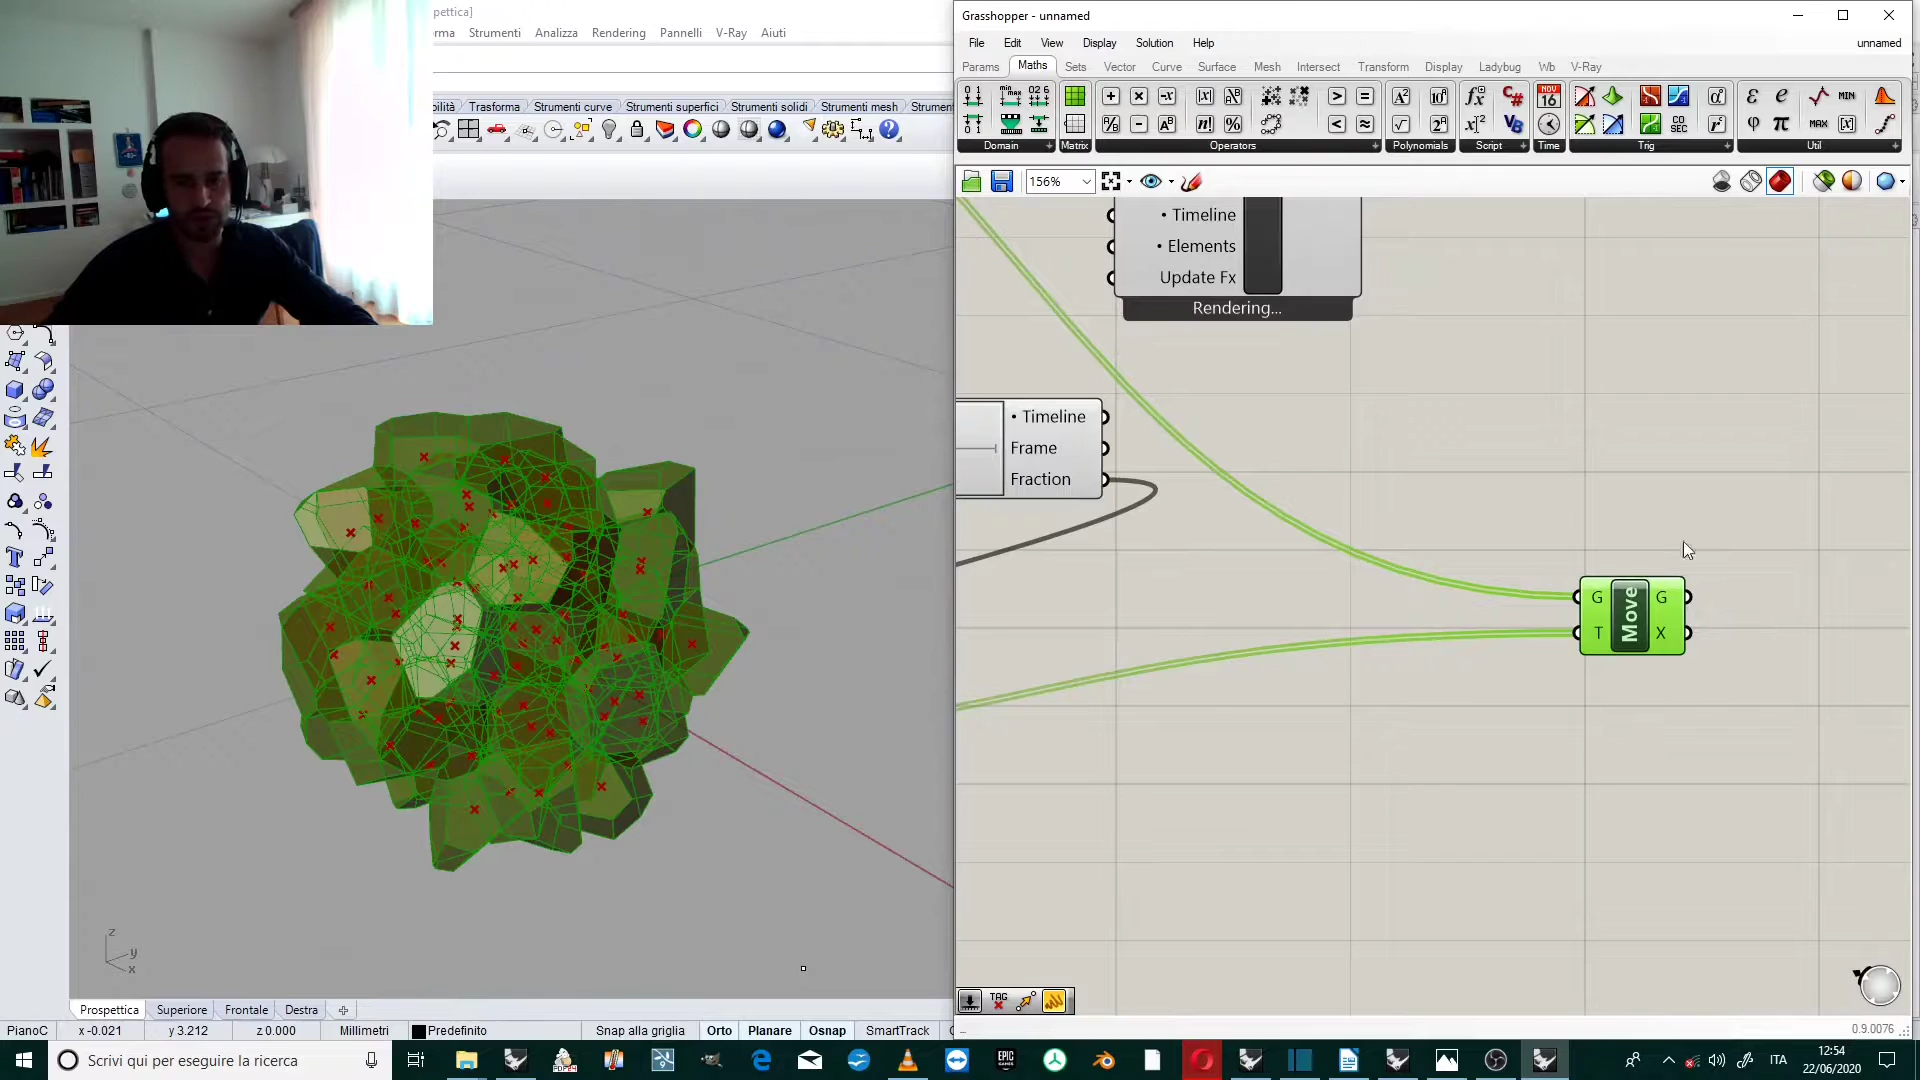 pettica]
rma Strumenti Analizza Rendering Pannelli V-Ray Aiuti
bilità Trasforma Strumenti curve Strumenti superfici Strumenti solidi Strumenti mesh Strumen
z
y
x
Prospettica Superiore Frontale Destra
PianoC x -0.021 y 3.212 z 0.000 Millimetri Predefinito Snap alla griglia Orto Planare Osnap SmartTrack
Grasshopper - unnamed
File Edit View Display Solution Help unnamed
Params Maths Sets Vector Curve Surface Mesh Intersect Transform Display Ladybug Wb V-Ray
Domain Matrix Operators Polynomials Script Time Trig Util
156%
• Timeline
• Elements
Update Fx
Rendering...
• Timeline
Frame
Fraction
G Move G
T X
TAG
0.9.0076
Scrivi qui per eseguire la ricerca
ITA
12:54
22/06/2020